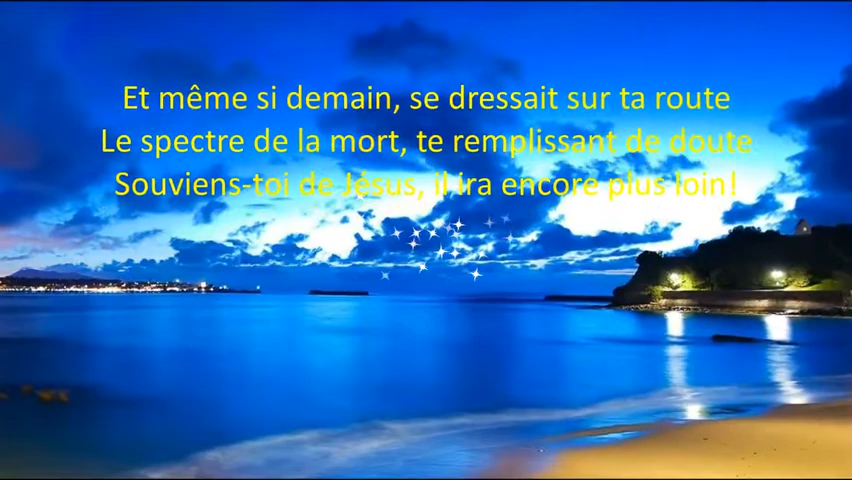 Et même si demain, se dressait sur ta route
Le spectre de la mort, te remplissant de doute
Souviens-toi de Jésus, il ira encore plus loin!